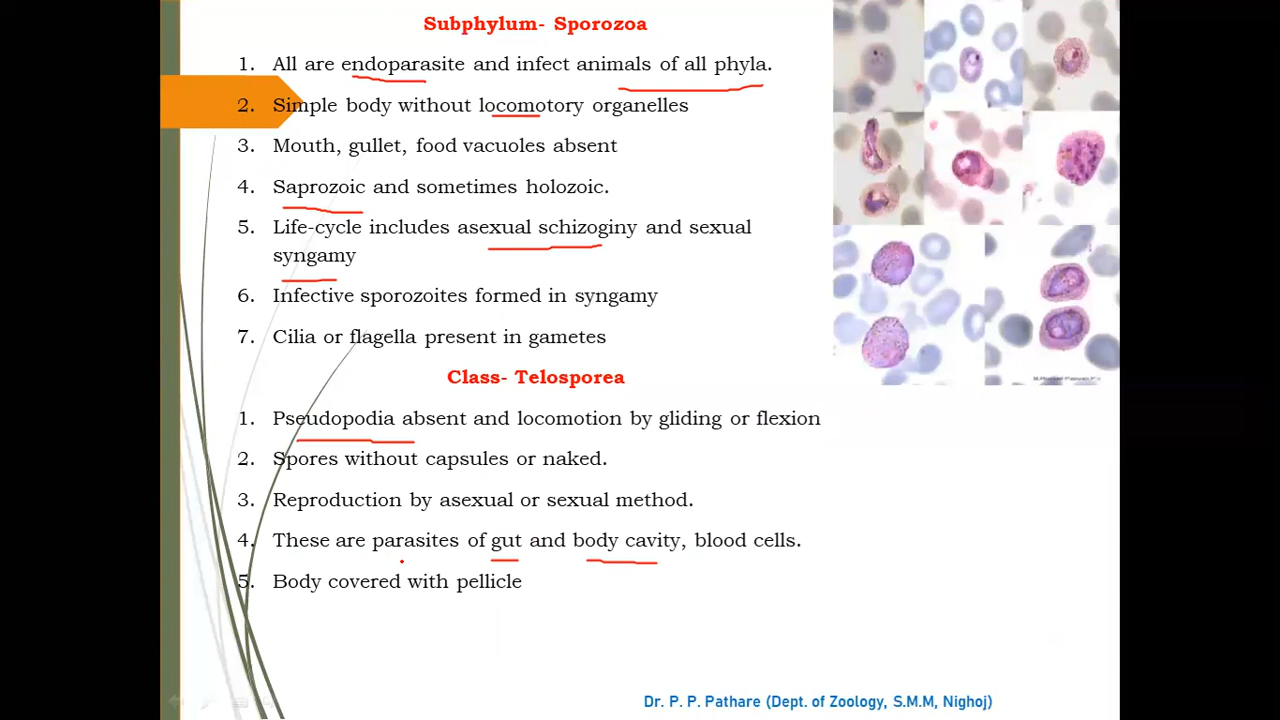 Subphylum- Sporozoa
1. All are endoparasite and infect animals of all phyla.
2. Simple body without locomotory organelles
3. Mouth, gullet, food vacuoles absent
4. Saprozoic and sometimes holozoic.
5. Life-cycle includes asexual schizoginy and sexual
syngamy
6. Infective sporozoites formed in syngamy
7. Cilia or flagella present in gametes
Class- Telosporea
1. Pseudopodia absent and locomotion by gliding or flexion
2. Spores without capsules or naked.
3. Reproduction by asexual or sexual method.
4. These are parasites of gut and body cavity, blood cells.
5. Body covered with pellicle
Dr. P. P. Pathare (Dept. of Zoology, S.M.M, Nighoj)